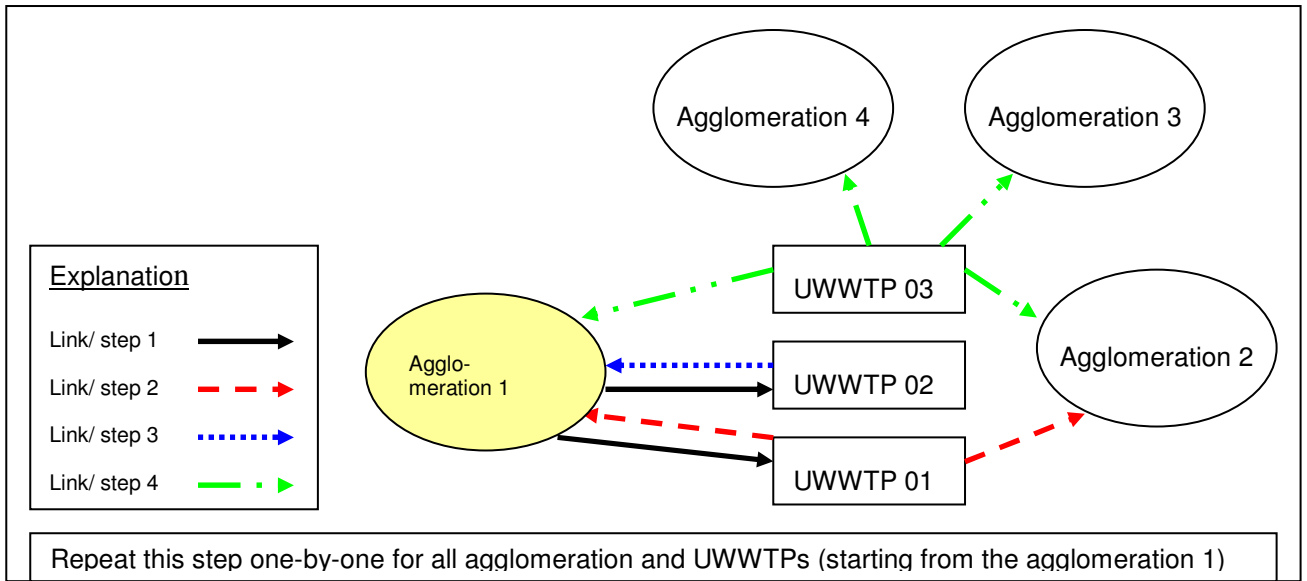 Agglomeration 4
Agglomeration 3
Explanation
Link/ step 1
Link/ step 2
Link/ step 3
Link/ step 4
Agglo-
meration 1
UWWTP 03
UWWTP 02
UWWTP 01
Agglomeration 2
Repeat this step one-by-one for all agglomeration and UWWTPs (starting from the agglomeration 1)